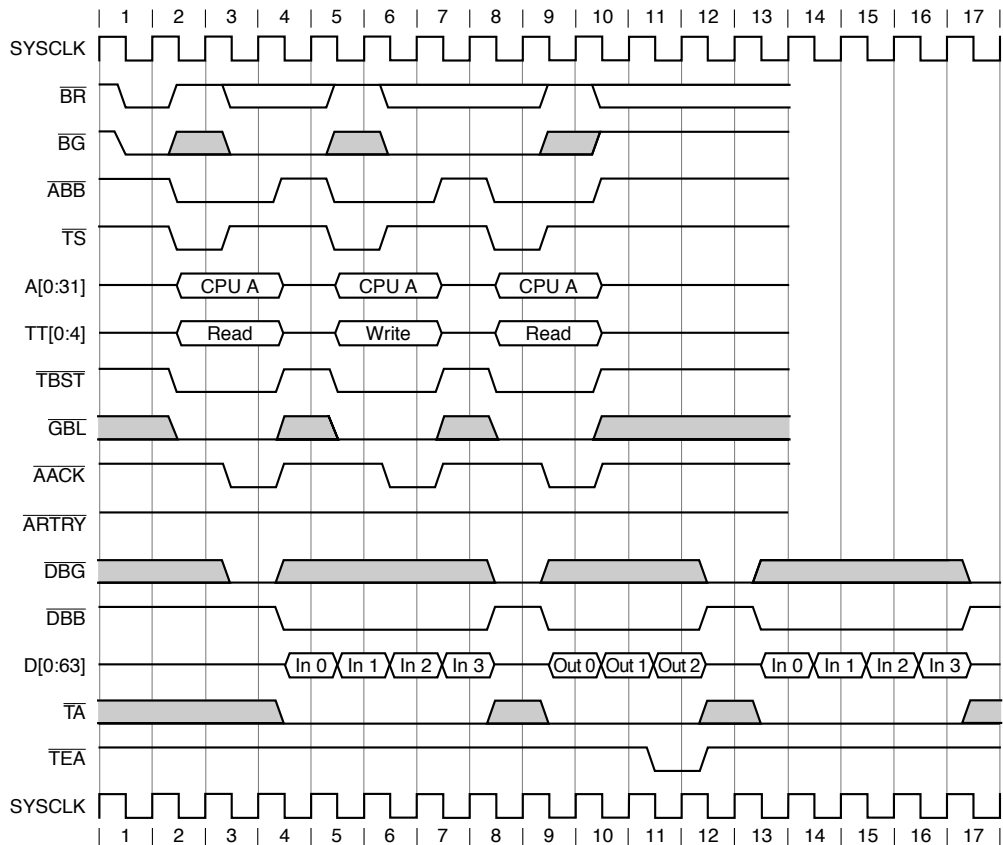 1 2 3 4 5 6 7 8 9 10 11 12 13 14 15 16 17
SYSCLK
BR
BG
ABB
TS
A[0:31] CPU A CPU A CPU A
TT[0:4] Read Write Read
TBST
GBL
AACK
ARTRY
DBG
DBB
D[0:63] In 0 In 1 In 2 In 3 Out 0 Out 1 Out 2 In 0 In 1 In 2 In 3
TA
TEA
SYSCLK
1 2 3 4 5 6 7 8 9 10 11 12 13 14 15 16 17